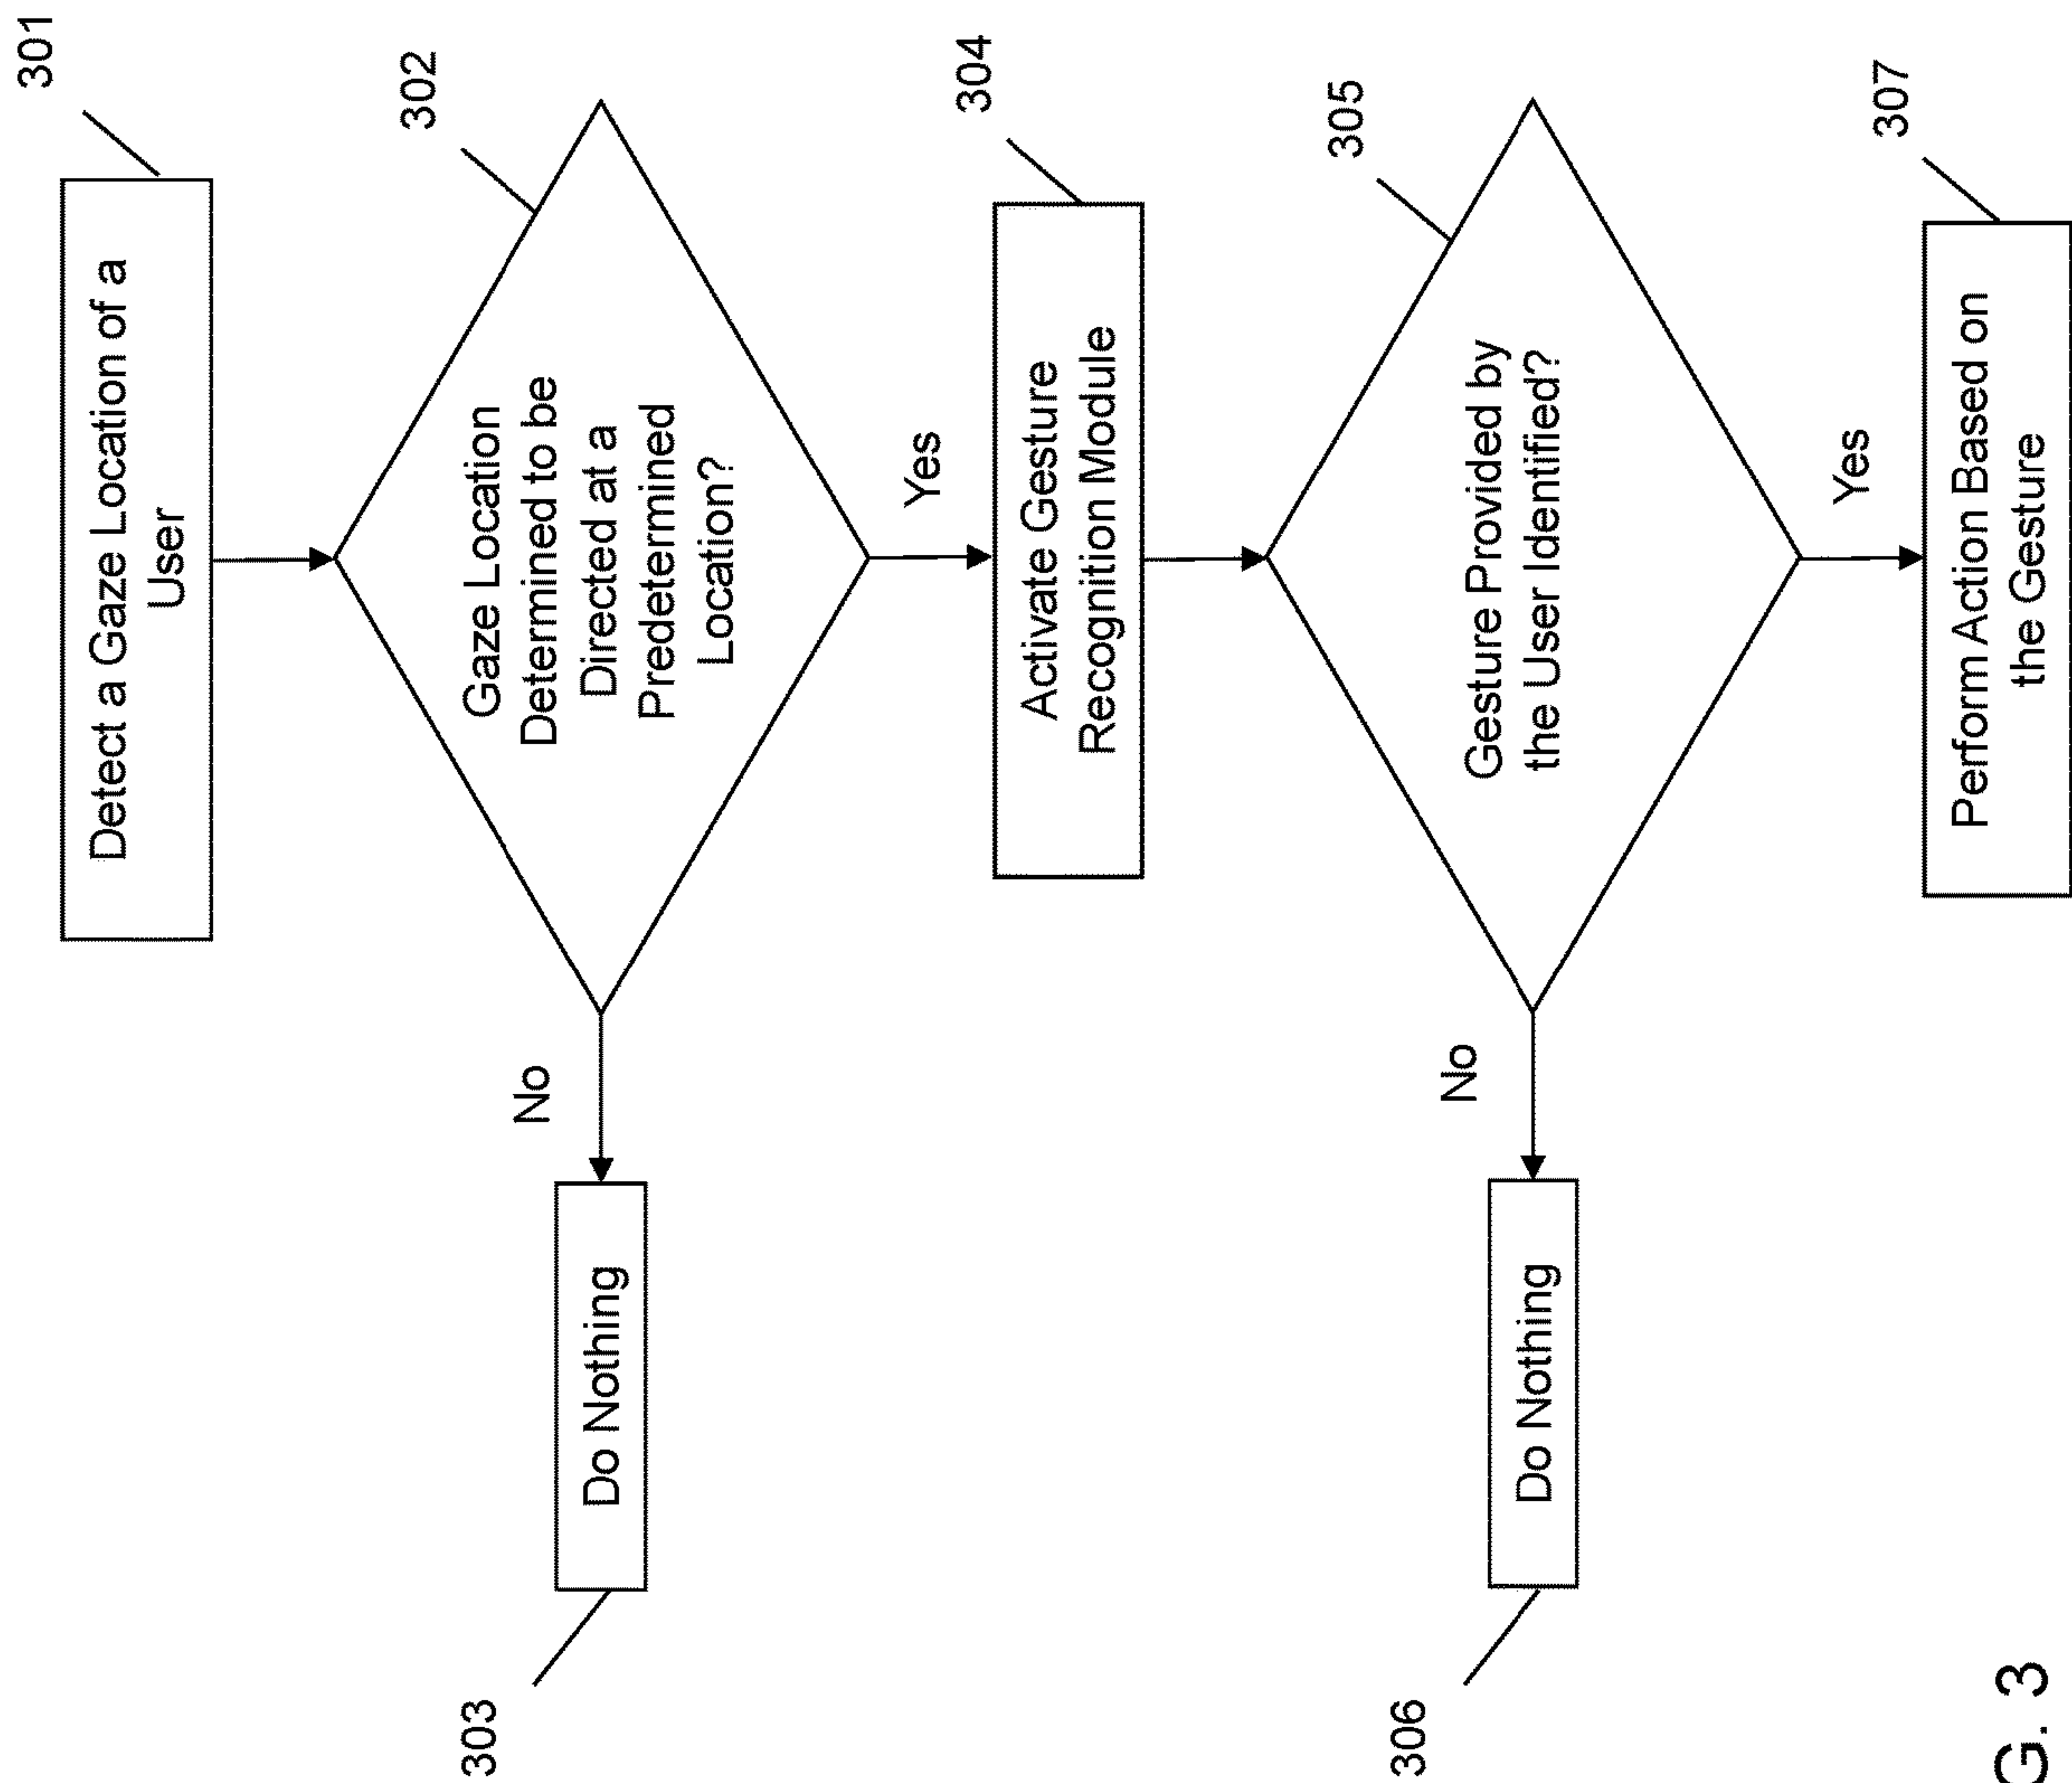 301
Detect a Gaze Location of a
User
302
Gaze Location
Determined to be
Directed at a
Predetermined
Location?
No
Do Nothing
303
Yes
304
Activate Gesture
Recognition Module
305
Gesture Provided by
the User Identified?
No
Do Nothing
306
Yes
307
Perform Action Based on
the Gesture
G. 3